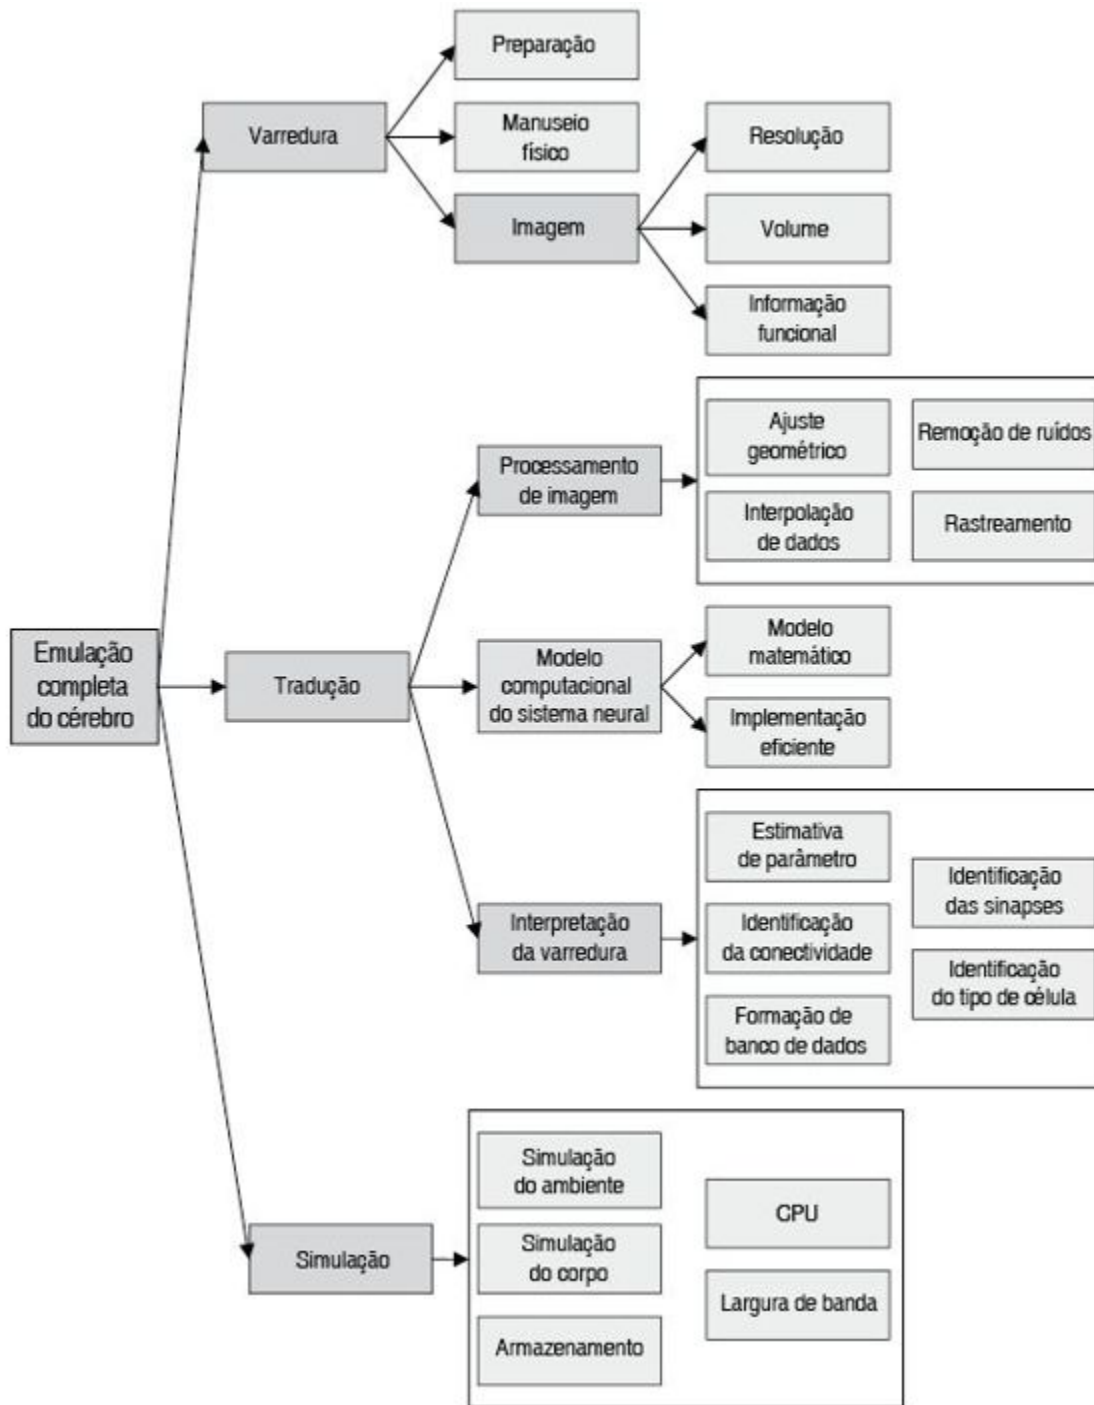 Preparação
Varredura
Manuseio
físico
Imagem
Resolução
Volume
Informação
funcional
Emulação
completa
do cérebro
Tradução
Processamento
de imagem
Ajuste
geométrico
Remoção de ruídos
Interpolação
de dados
Rastreamento
Modelo
computacional
do sistema neural
Modelo
matemático
Implementação
eficiente
Interpretação
da varredura
Estimativa
de parâmetro
Identificação
das sinapses
Identificação
da conectividade
Identificação
do tipo de célula
Formação de
banco de dados
Simulação
Simulação
do ambiente
CPU
Simulação
do corpo
Largura de banda
Armazenamento